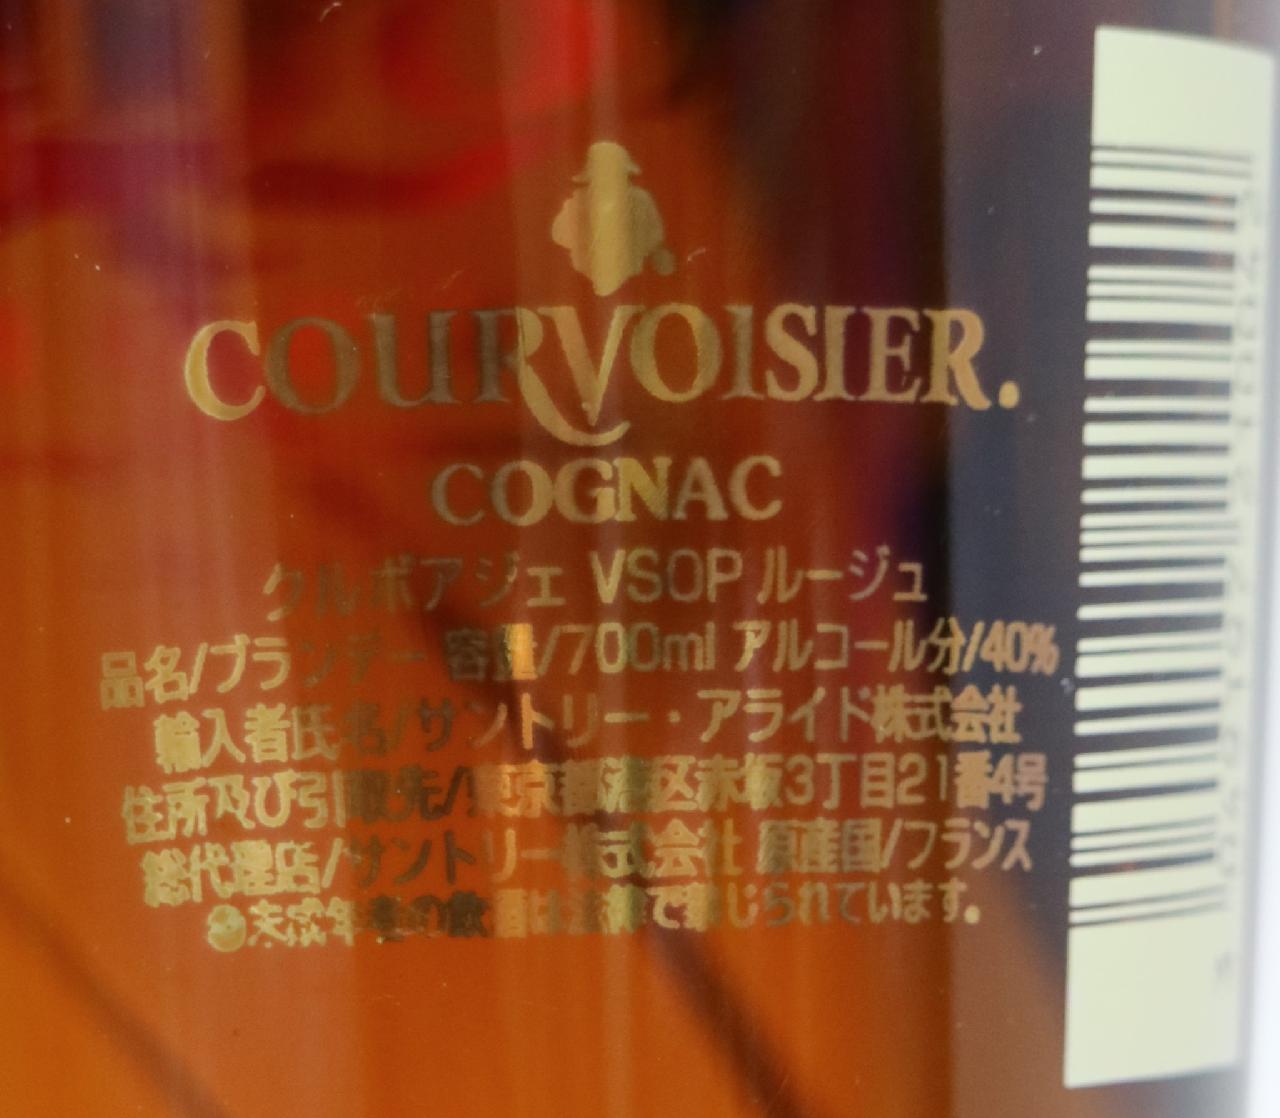 COURVOISIER.
COGNAC
クルボアジェ VSOP ルージュ
品名/ブランデー 容量/700ml アルコール分/40%
輸入者氏名/サントリー・アライド株式会社
住所及び引取先/東京都港区赤坂3丁目21番4号
総代理店/サントリー株式会社 原産国/フランス
未成年者の飲酒は法律で禁じられています。